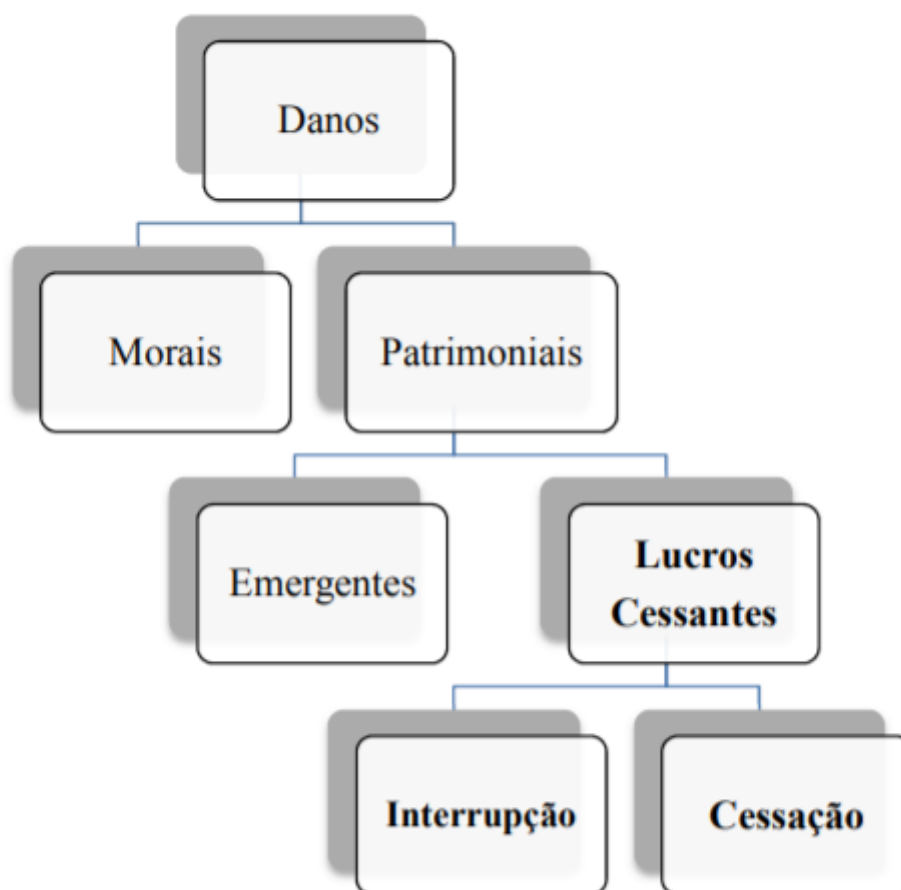 Danos
Morais
Patrimoniais
Emergentes
Lucros
Cessantes
Interrupção
Cessação